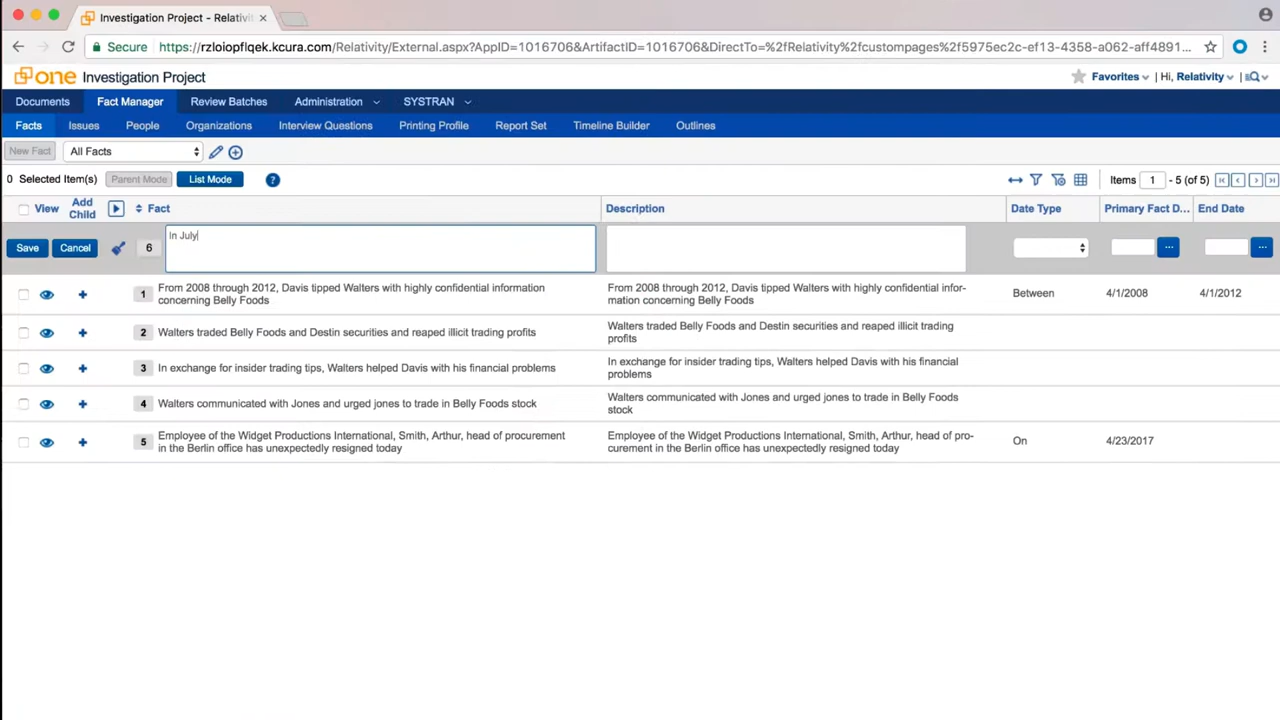 Investigation Project - Relativit
Secure https://rzloiopflqek.kcura.com/Relativity/External.aspx?AppID=1016706&ArtifactID=1016706&DirectTo=%2fRelativity%2fcustompages%2f5975ec2c-ef13-4358-a062-aff4891...
one Investigation Project Favorites | Hi, Relativity
Documents Fact Manager Review Batches Administration SYSTRAN
Facts Issues People Organizations Interview Questions Printing Profile Report Set Timeline Builder Outlines
New Fact All Facts
0 Selected Item(s) Parent Mode List Mode ? Items 1 - 5 (of 5)
View Add Child Fact Description Date Type Primary Fact D... End Date
Save Cancel 6 In July ... ...
1 From 2008 through 2012, Davis tipped Walters with highly confidential information
concerning Belly Foods
From 2008 through 2012, Davis tipped Walters with highly confidential infor-
mation concerning Belly Foods
Between 4/1/2008 4/1/2012
2 Walters traded Belly Foods and Destin securities and reaped illicit trading profits
Walters traded Belly Foods and Destin securities and reaped illicit trading
profits
3 In exchange for insider trading tips, Walters helped Davis with his financial problems
In exchange for insider trading tips, Walters helped Davis with his financial
problems
4 Walters communicated with Jones and urged jones to trade in Belly Foods stock
Walters communicated with Jones and urged jones to trade in Belly Foods
stock
5 Employee of the Widget Productions International, Smith, Arthur, head of procurement
in the Berlin office has unexpectedly resigned today
Employee of the Widget Productions International, Smith, Arthur, head of pro-
curement in the Berlin office has unexpectedly resigned today
On 4/23/2017